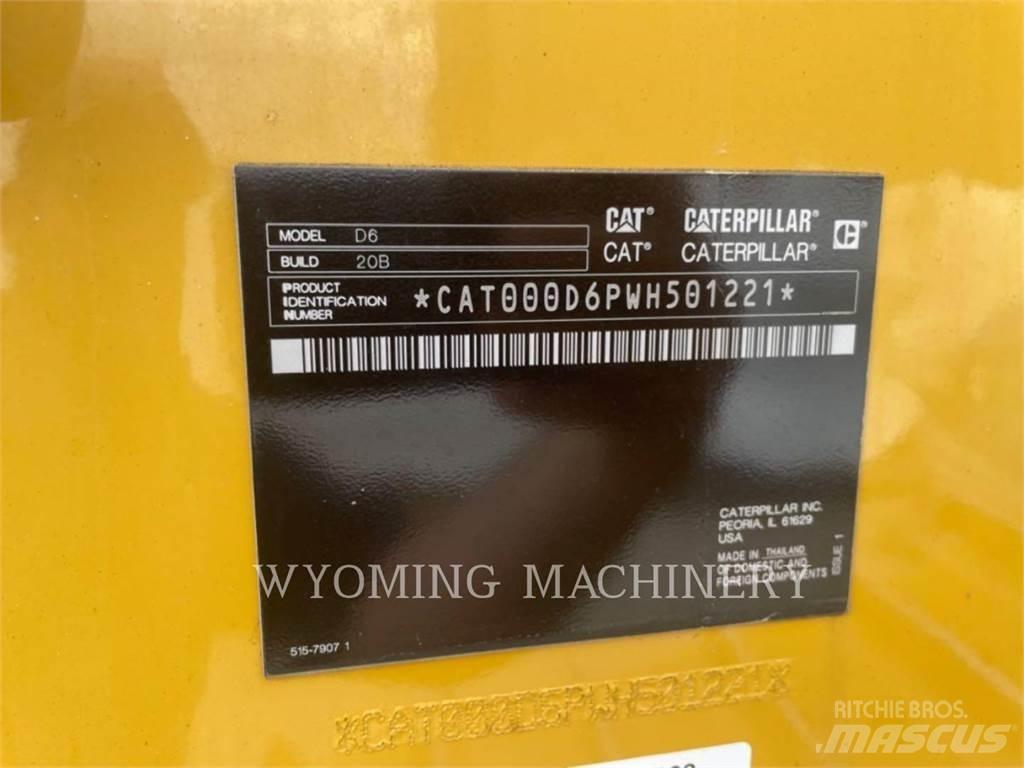 MODEL D6
BUILD 20B
CAT® CATERPILLAR®
CAT® CATERPILLAR®
PRODUCT
IDENTIFICATION
NUMBER
*CAT000D6PWH501221*
CATERPILLAR INC.
PEORIA, IL 61629
USA
MADE IN THAILAND
OF DOMESTIC AND
FOREIGN COMPONENTS
ISSUE 1
WYOMING MACHINERY
515-7907 1
RITCHIE BROS.
MASCUS